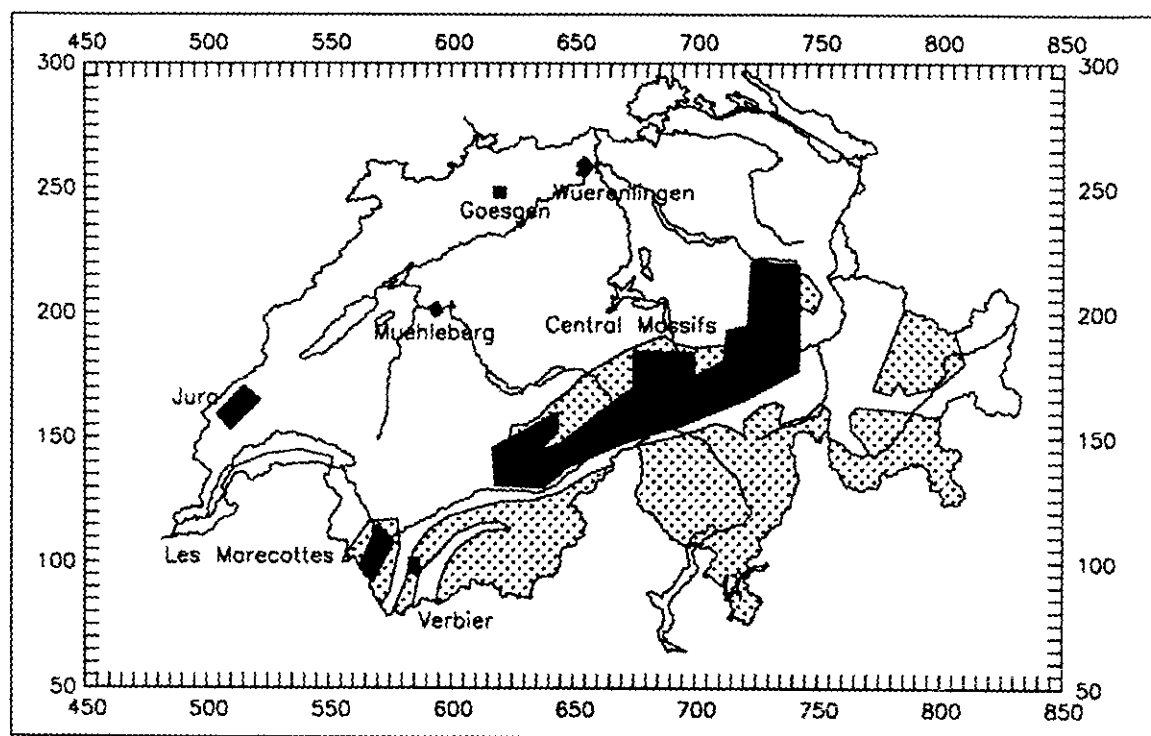 450 500 550 600 650 700 750 800 850
300 300
250 250
Wuerenlingen
Goesgen
200 200
Central Massifs
Muehleberg
Jura
150 150
Les Marecottes
100 100
Verbier
50 50
450 500 550 600 650 700 750 800 850